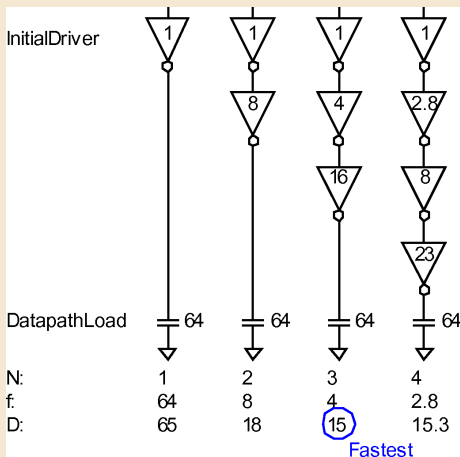 InitialDriver 1 1 1 1
8 4 2.8
16 8
23
DatapathLoad 64 64 64 64
N: 1 2 3 4
f: 64 8 4 2.8
D: 65 18 15 15.3
Fastest